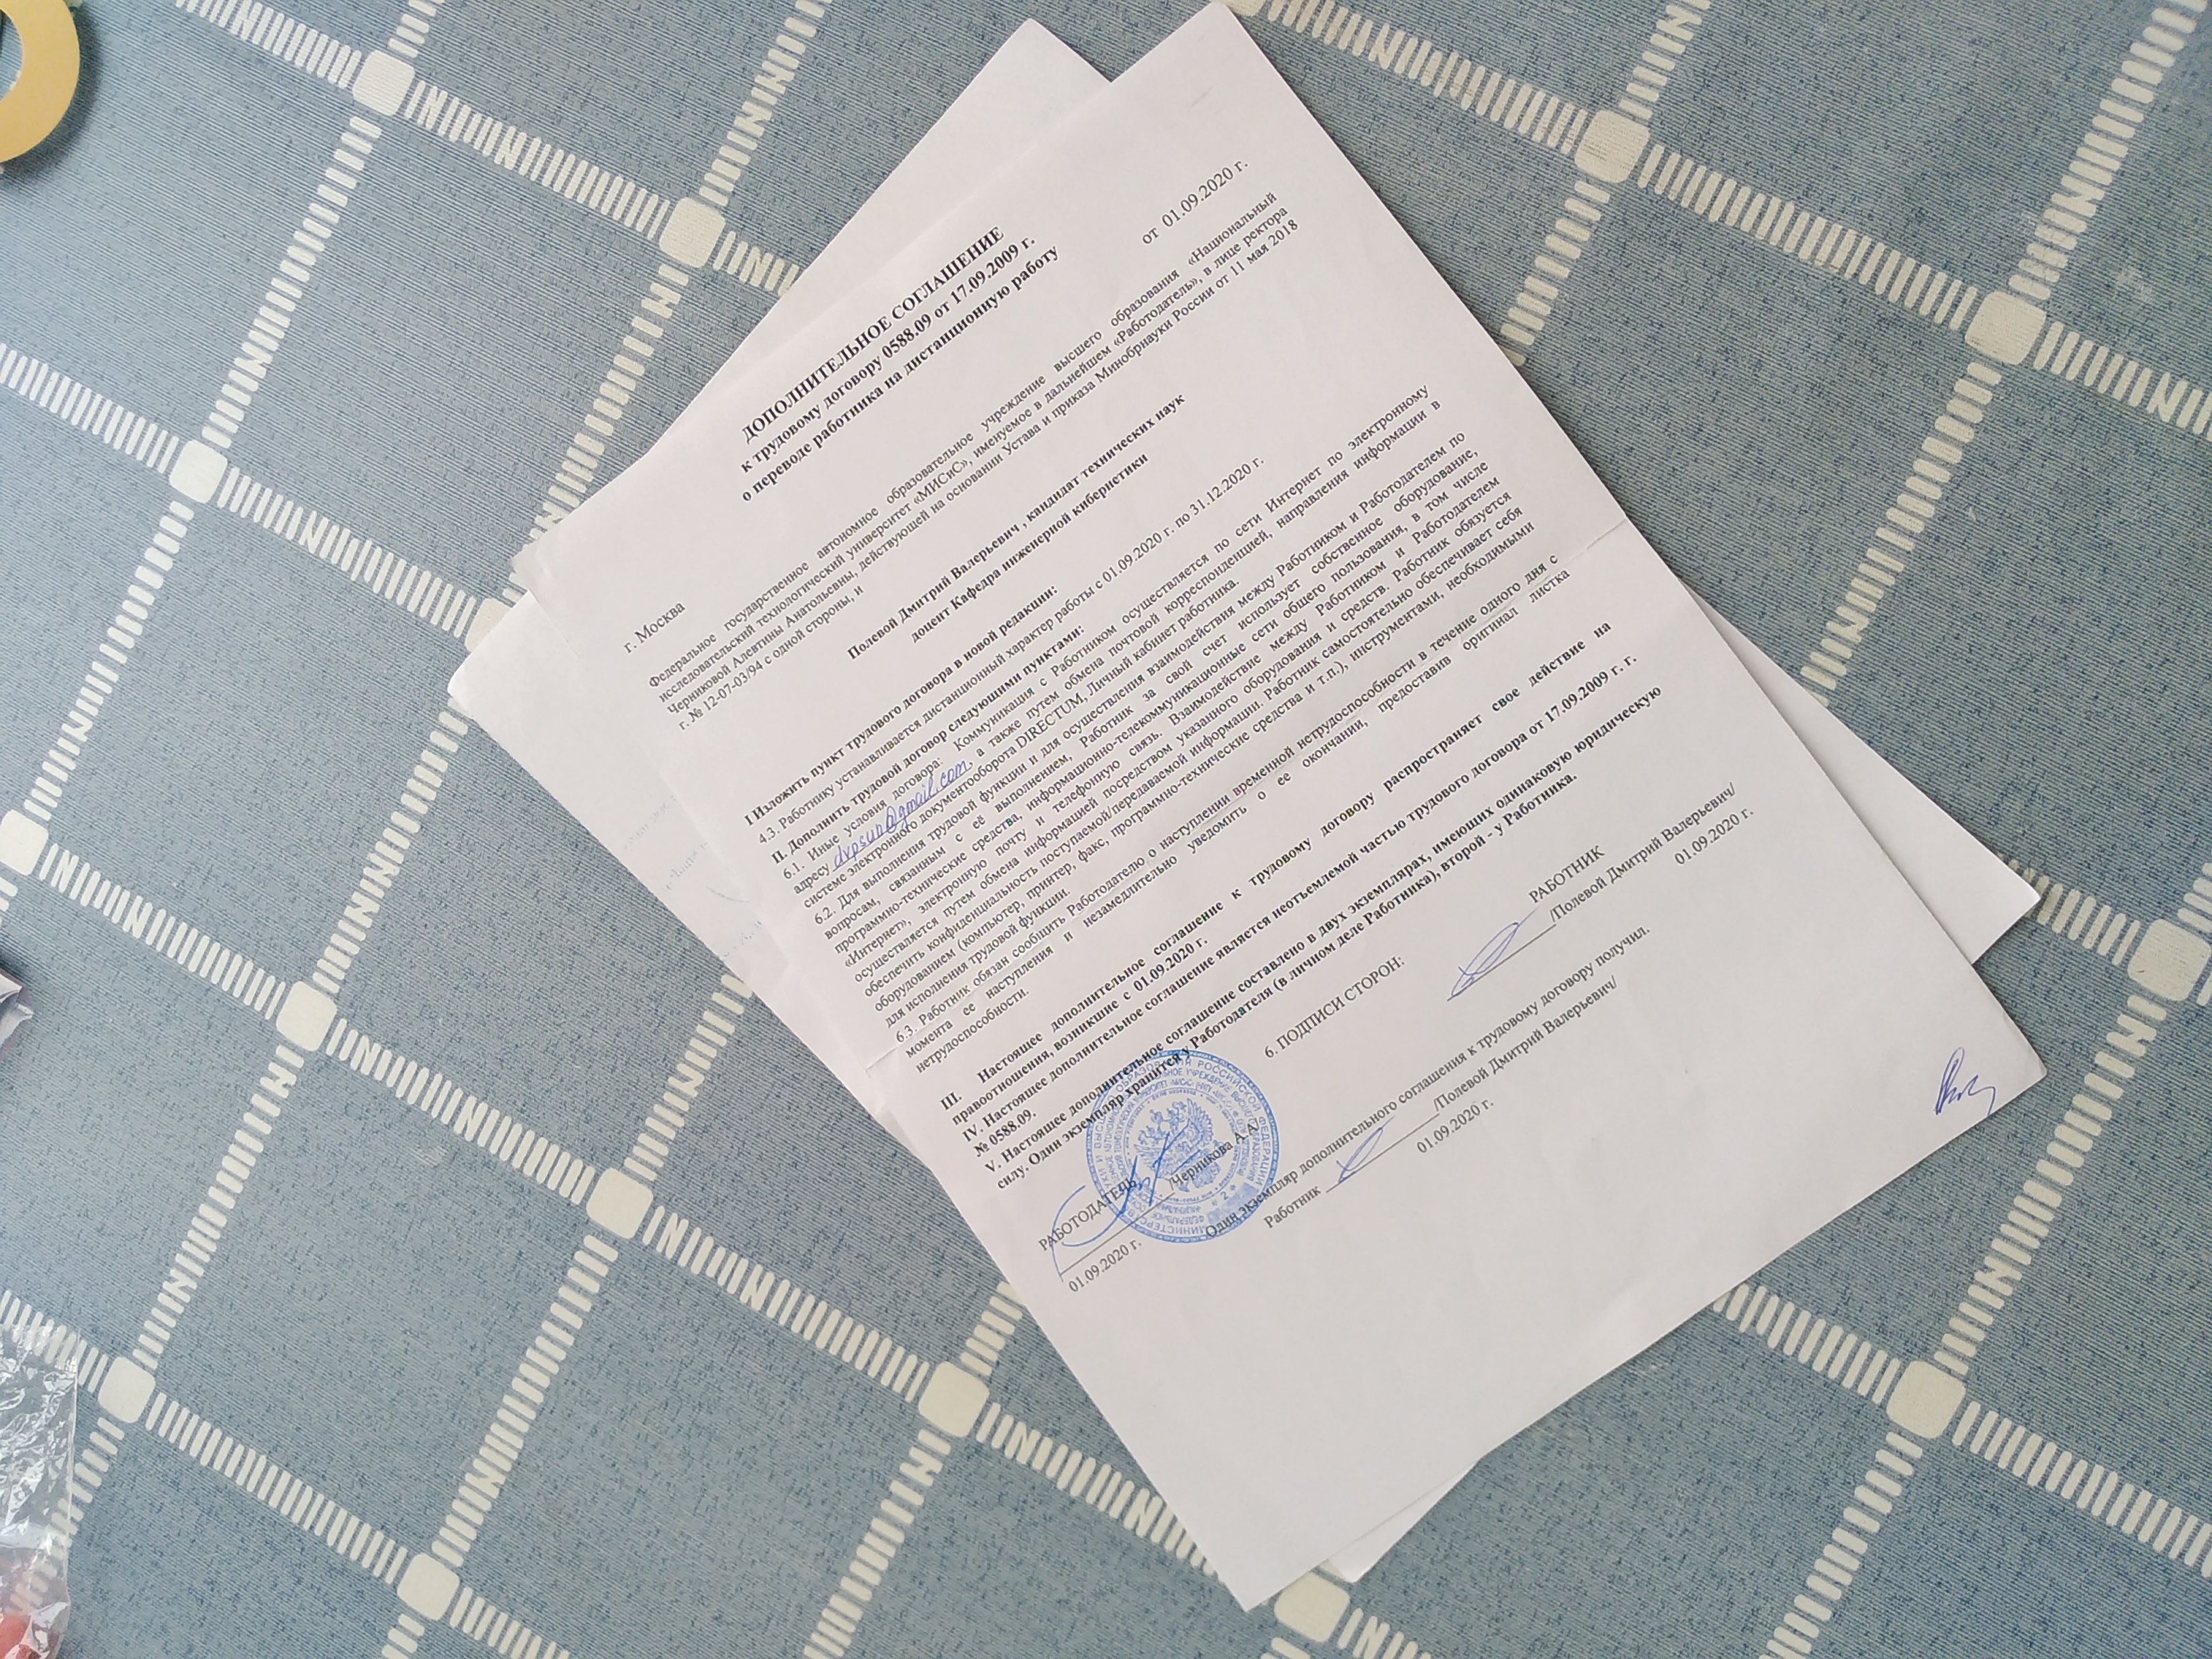 ДОПОЛНИТЕЛЬНОЕ СОГЛАШЕНИЕ
к трудовому договору 0588.09 от 17.09.2009 г.
о переводе работника на дистанционную работу
г. Москва
от 01.09.2020 г.
Федеральное государственное автономное образовательное учреждение высшего образования «Национальный
исследовательский технологический университет «МИСиС», именуемое в дальнейшем «Работодатель», в лице ректора
Черниковой Алевтины Анатольевны, действующей на основании Устава и приказа Минобрнауки России от 11 мая 2018
г. № 12-07-03/94 с одной стороны, и
Полевой Дмитрий Валерьевич , кандидат технических наук
доцент Кафедра инженерной кибернетики
I Изложить пункт трудового договора в новой редакции:
4.3. Работнику устанавливается дистанционный характер работы с 01.09.2020 г. по 31.12.2020 г.
II. Дополнить трудовой договор следующими пунктами:
6.1. Иные условия договора: Коммуникация с Работником осуществляется по сети Интернет по электронному
адресу dvpsun@gmail.com, а также путем обмена почтовой корреспонденцией, направления информации в
системе электронного документооборота DIRECTUM, Личный кабинет работника.
6.2. Для выполнения трудовой функции и для осуществления взаимодействия между Работником и Работодателем по
вопросам, связанным с её выполнением, Работник за свой счет использует собственное оборудование,
программно-технические средства, информационно-телекоммуникационные сети общего пользования, в том числе
«Интернет», электронную почту и телефонную связь. Взаимодействие между Работником и Работодателем
осуществляется путем обмена информацией посредством указанного оборудования и средств. Работник обязуется
обеспечить конфиденциальность поступаемой/передаваемой информации. Работник самостоятельно обеспечивает себя
оборудованием (компьютер, принтер, факс, программно-технические средства и т.п.), инструментами, необходимыми
для исполнения трудовой функции.
6.3. Работник обязан сообщить Работодателю о наступлении временной нетрудоспособности в течение одного дня с
момента ее наступления и незамедлительно уведомить о ее окончании, предоставив оригинал листка
нетрудоспособности.
III. Настоящее дополнительное соглашение к трудовому договору распространяет свое действие на
правоотношения, возникшие с 01.09.2020 г.
IV. Настоящее дополнительное соглашение является неотъемлемой частью трудового договора от 17.09.2009 г. г.
№ 0588.09.
V. Настоящее дополнительное соглашение составлено в двух экземплярах, имеющих одинаковую юридическую
силу. Один экземпляр хранится у Работодателя (в личном деле Работника), второй - у Работника.
6. ПОДПИСИ СТОРОН:
РАБОТОДАТЕЛЬ
РАБОТНИК
/Черникова А.А/
/Полевой Дмитрий Валерьевич/
01.09.2020 г.
01.09.2020 г.
Один экземпляр дополнительного соглашения к трудовому договору получил.
Работник /Полевой Дмитрий Валерьевич/
01.09.2020 г.